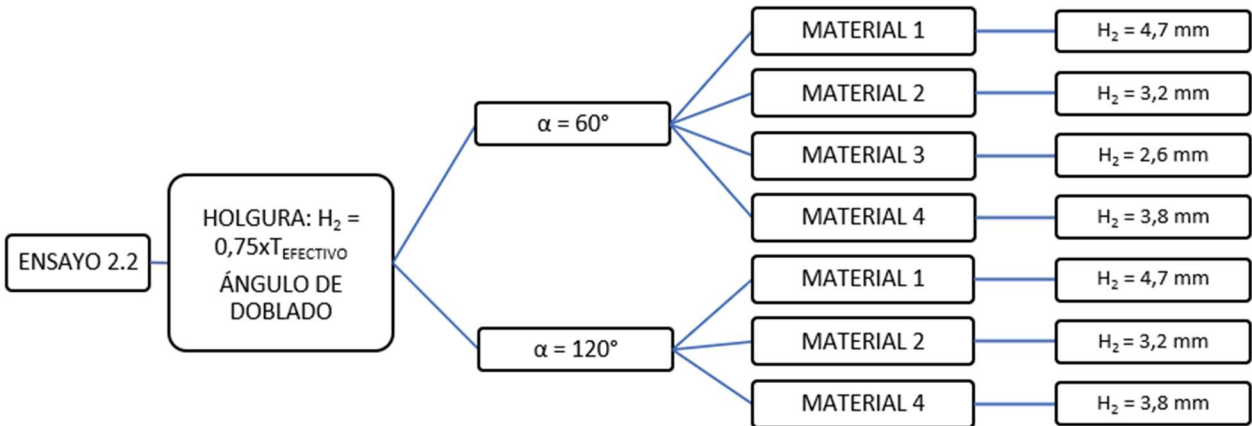 ENSAYO 2.2
HOLGURA: H₂ =
0,75xT_EFECTIVO
ÁNGULO DE
DOBLADO
α = 60°
MATERIAL 1
H₂ = 4,7 mm
MATERIAL 2
H₂ = 3,2 mm
MATERIAL 3
H₂ = 2,6 mm
MATERIAL 4
H₂ = 3,8 mm
α = 120°
MATERIAL 1
H₂ = 4,7 mm
MATERIAL 2
H₂ = 3,2 mm
MATERIAL 4
H₂ = 3,8 mm